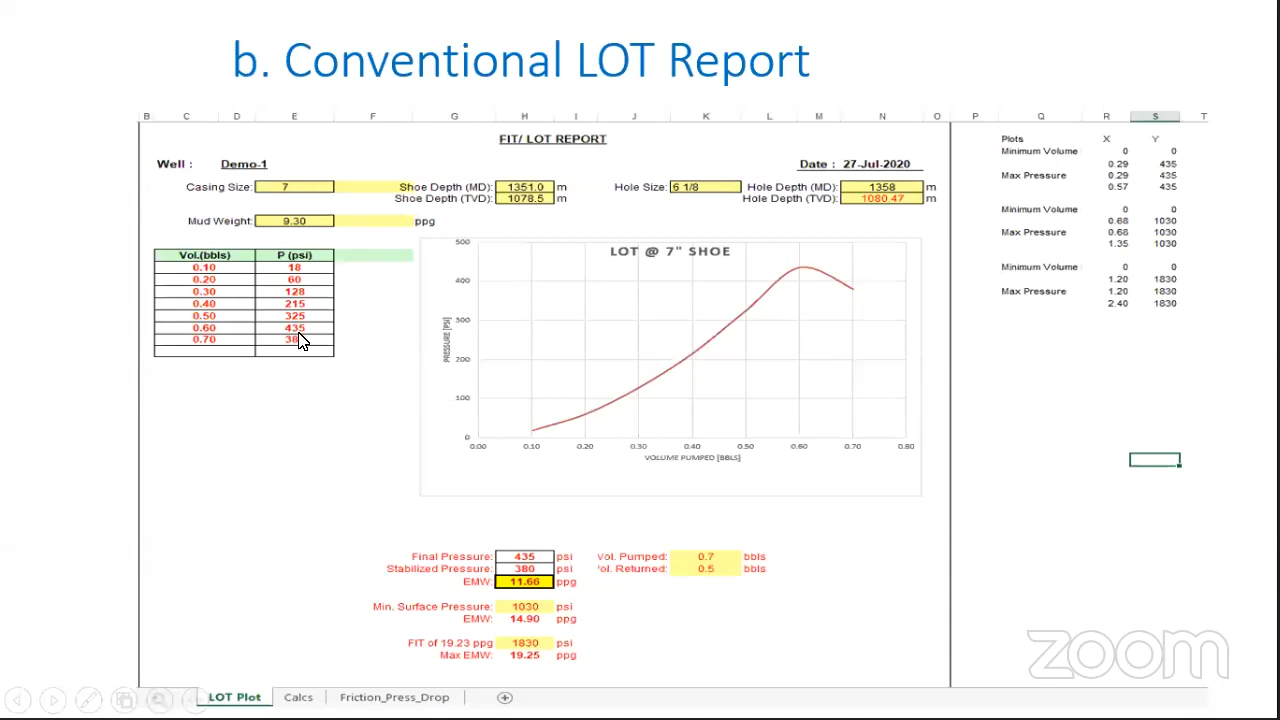 b. Conventional LOT Report
B C D E F G H I J K L M N O P Q R S T
FIT/ LOT REPORT
Well : Demo-1 Date : 27-Jul-2020
Casing Size: 7 Shoe Depth (MD): 1351.0 m Hole Size: 6 1/8 Hole Depth (MD): 1358 m
Shoe Depth (TVD): 1078.5 m Hole Depth (TVD): 1080.47 m
Mud Weight: 9.30 ppg
Vol.(bbls) P (psi)
0.10 18
0.20 60
0.30 128
0.40 215
0.50 325
0.60 435
0.70
LOT @ 7" SHOE
PRESSURE [PSI]
500
400
300
200
100
0
0.00 0.10 0.20 0.30 0.40 0.50 0.60 0.70 0.80
VOLUME PUMPED [BBLS]
Final Pressure: 435 psi Vol. Pumped: 0.7 bbls
Stabilized Pressure: 380 psi Vol. Returned: 0.5 bbls
EMW: 11.66 ppg
Min. Surface Pressure: 1030 psi
EMW: 14.90 ppg
FIT of 19.23 ppg 1830 psi
Max EMW: 19.25 ppg
Plots X Y
Minimum Volume 0 0
0.29 435
Max Pressure 0.29 435
0.57 435
Minimum Volume 0 0
0.68 1030
Max Pressure 0.68 1030
1.35 1030
Minimum Volume 0 0
1.20 1830
Max Pressure 1.20 1830
2.40 1830
LOT Plot Calcs Friction_Press_Drop
zoom